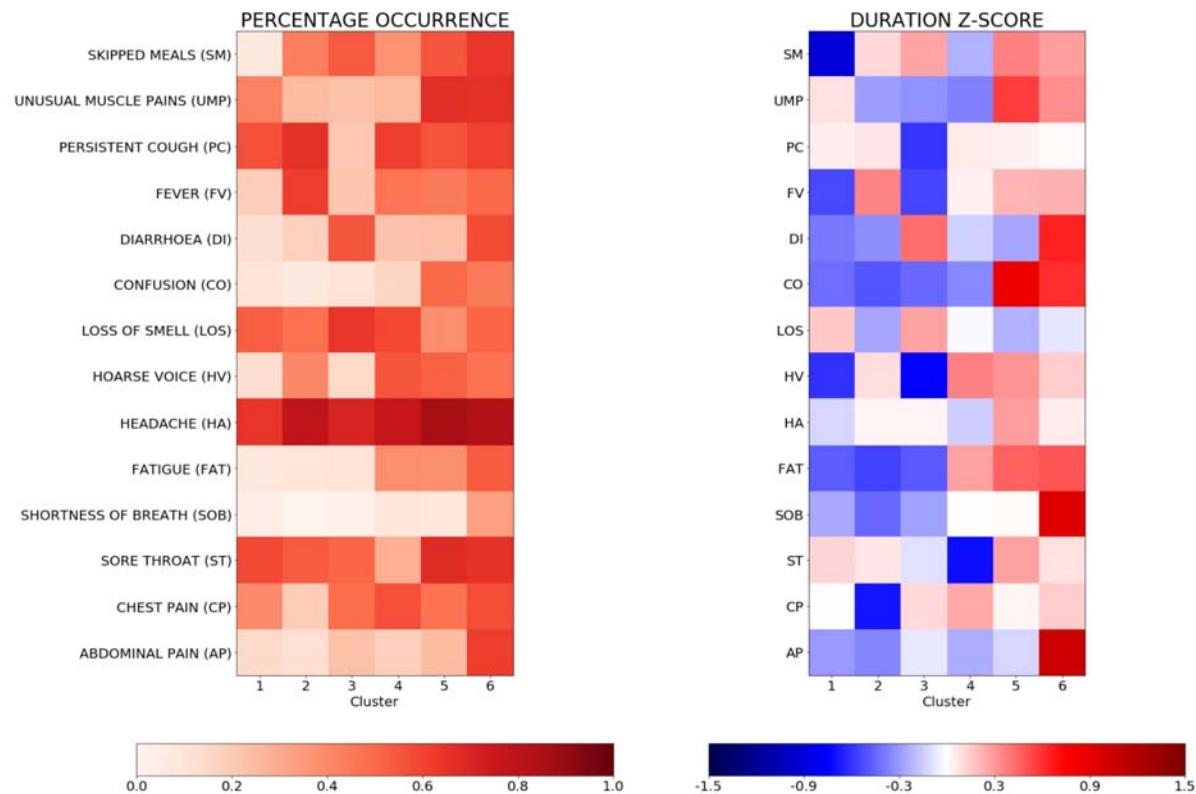 PERCENTAGE OCCURRENCE
SKIPPED MEALS (SM)
UNUSUAL MUSCLE PAINS (UMP)
PERSISTENT COUGH (PC)
FEVER (FV)
DIARRHOEA (DI)
CONFUSION (CO)
LOSS OF SMELL (LOS)
HOARSE VOICE (HV)
HEADACHE (HA)
FATIGUE (FAT)
SHORTNESS OF BREATH (SOB)
SORE THROAT (ST)
CHEST PAIN (CP)
ABDOMINAL PAIN (AP)
1 2 3 4 5 6
Cluster
0.0 0.2 0.4 0.6 0.8 1.0
DURATION Z-SCORE
SM
UMP
PC
FV
DI
CO
LOS
HV
HA
FAT
SOB
ST
CP
AP
1 2 3 4 5 6
Cluster
-1.5 -0.9 -0.3 0.3 0.9 1.5